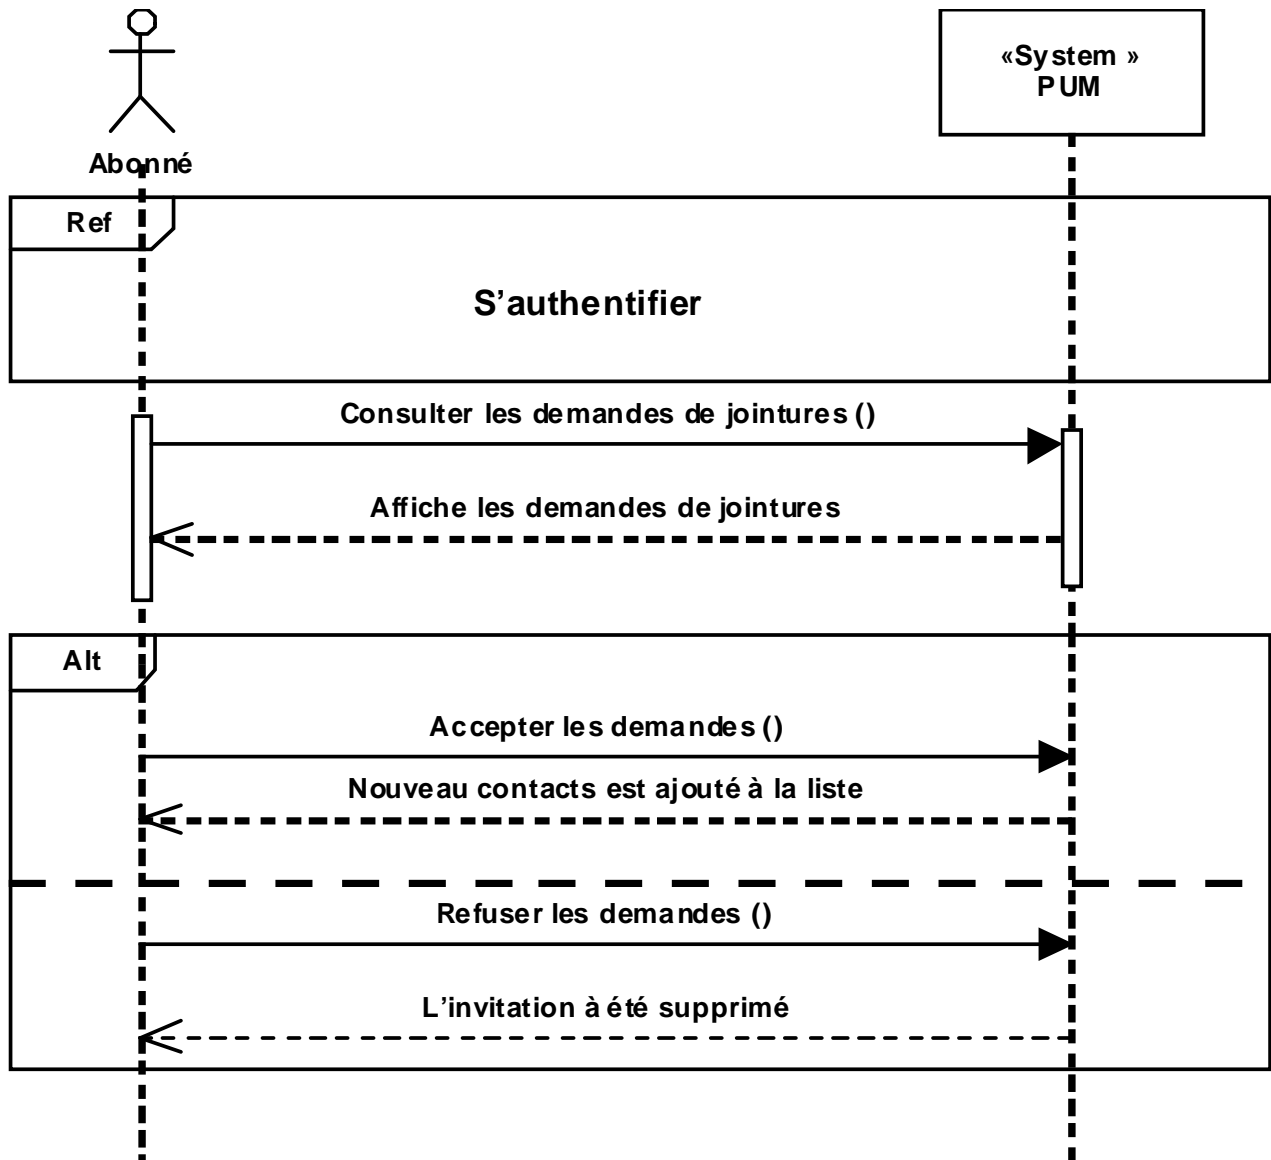 «System »
PUM
Abonné
Ref
S’authentifier
Consulter les demandes de jointures ()
Affiche les demandes de jointures
Alt
Accepter les demandes ()
Nouveau contacts est ajouté à la liste
Refuser les demandes ()
L’invitation à été supprimé